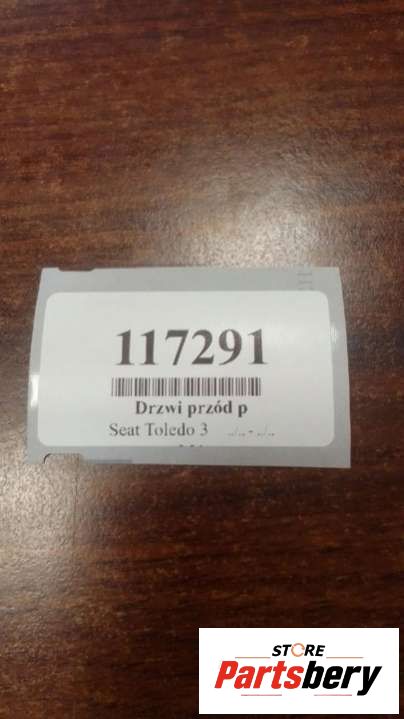 117291
Drzwi przód p
Seat Toledo 3 ../.. - ../..
STORE
Partsbery